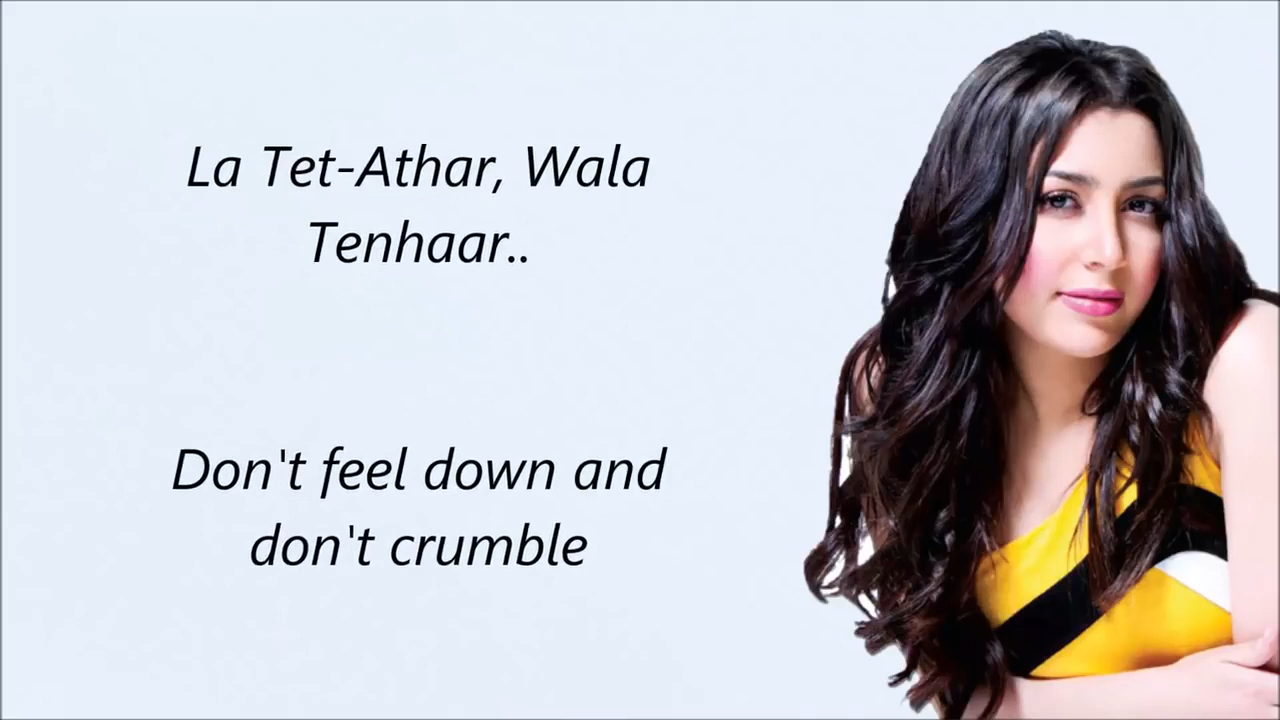 La Tet-Athar, Wala
Tenhaar..
Don't feel down and
don't crumble